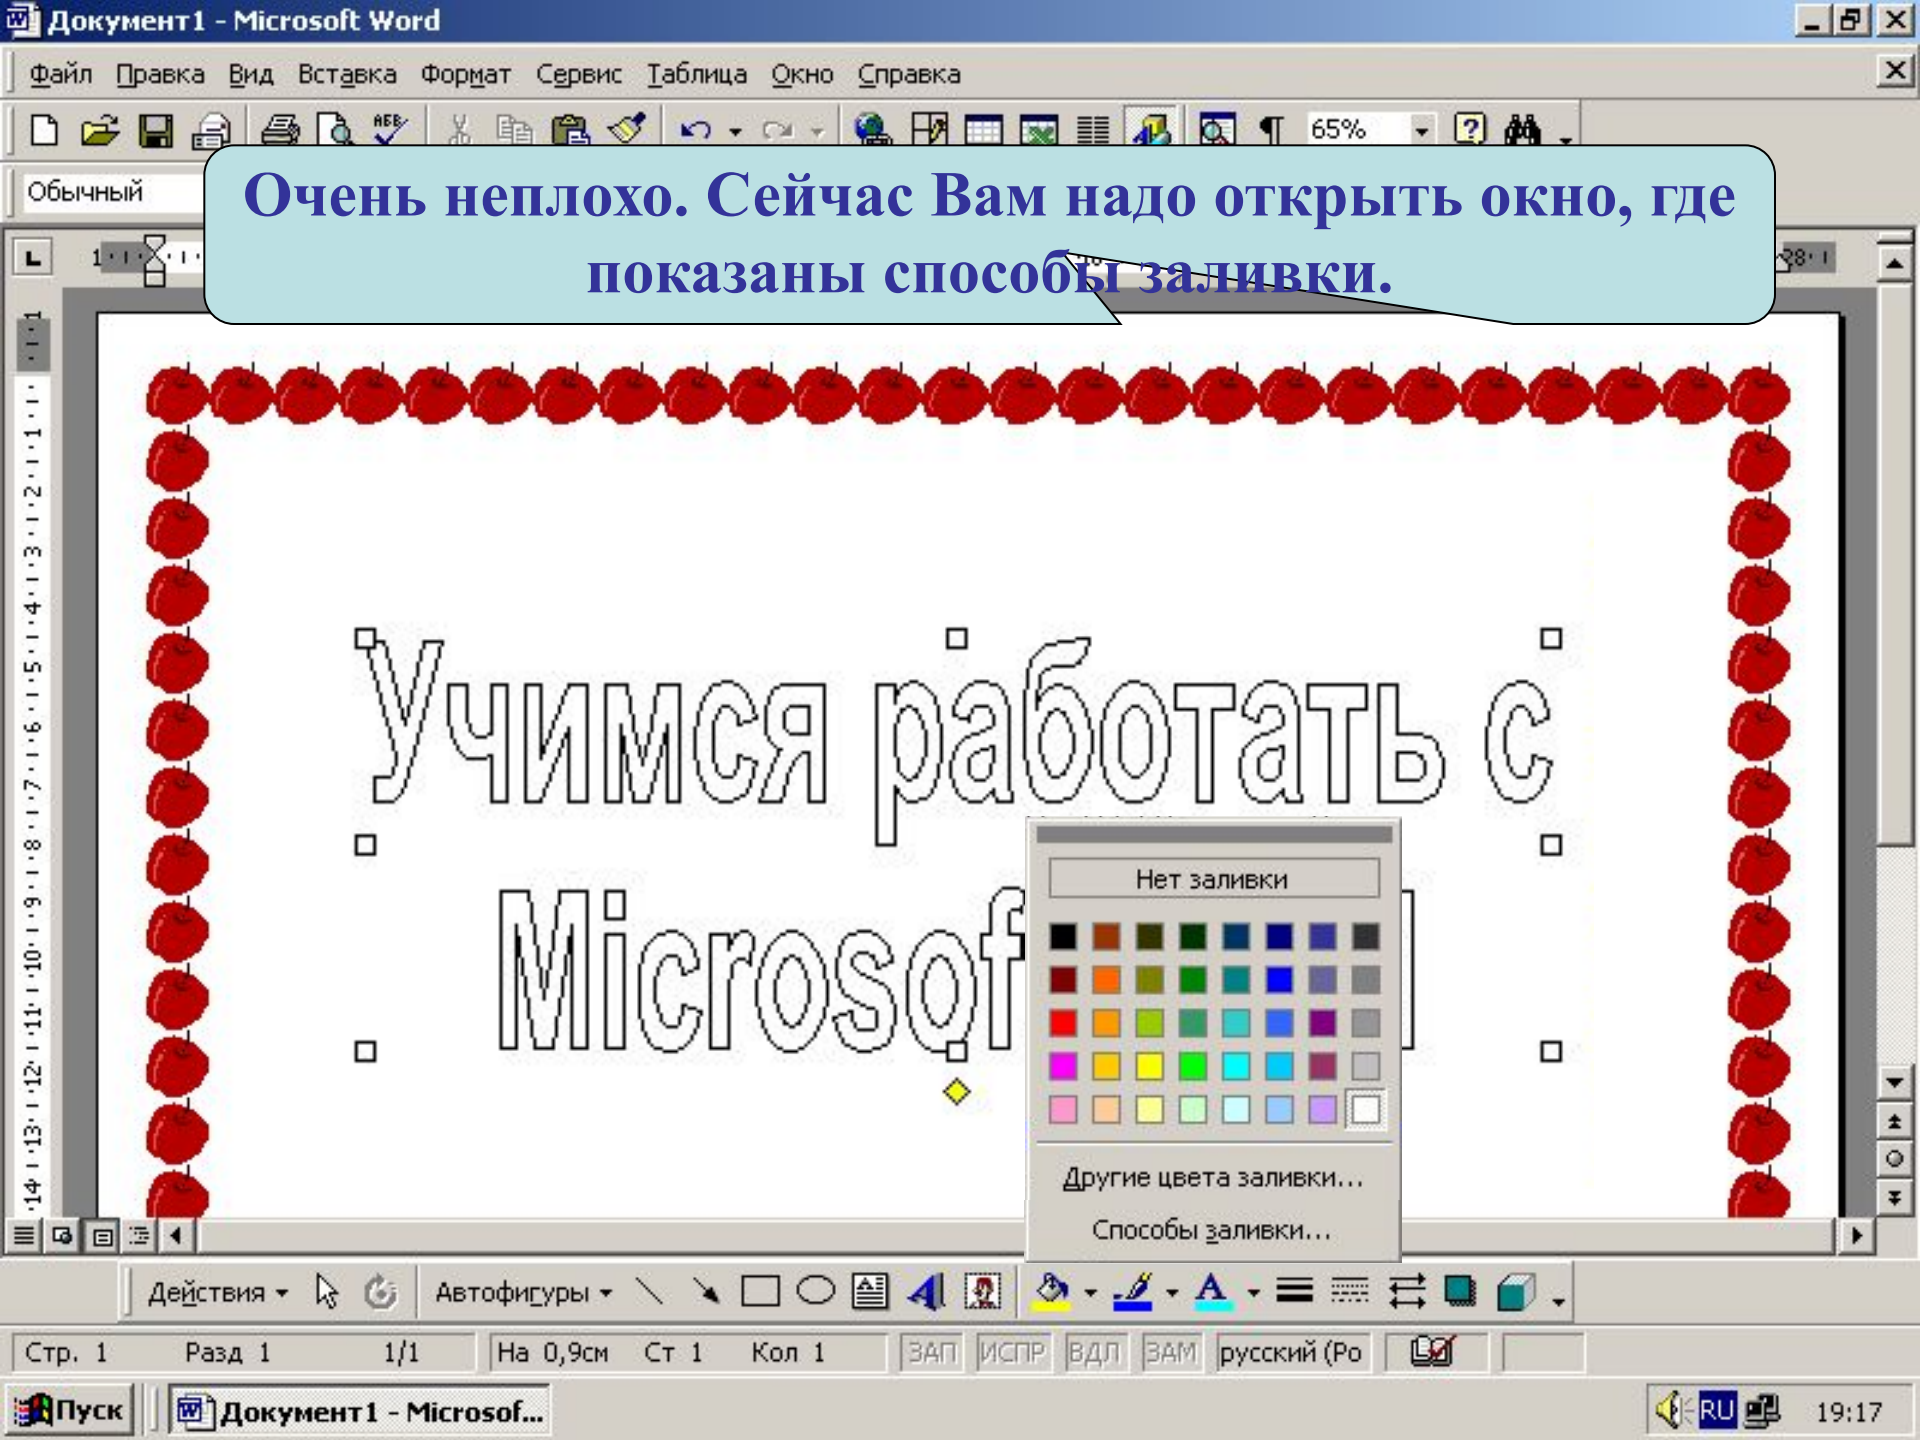 Документ1 - Microsoft Word
Файл Правка Вид Вставка Формат Сервис Таблица Окно Справка
65%
Обычный
Очень неплохо. Сейчас Вам надо открыть окно, где
показаны способы заливки.
Учимся работать с
Microsof
Нет заливки
Другие цвета заливки...
Способы заливки...
Действия Автофигуры
Стр. 1 Разд 1 1/1 На 0,9см Ст 1 Кол 1 ЗАП ИСПР ВДЛ ЗАМ русский (Ро
Пуск Документ1 - Microsof... RU 19:17